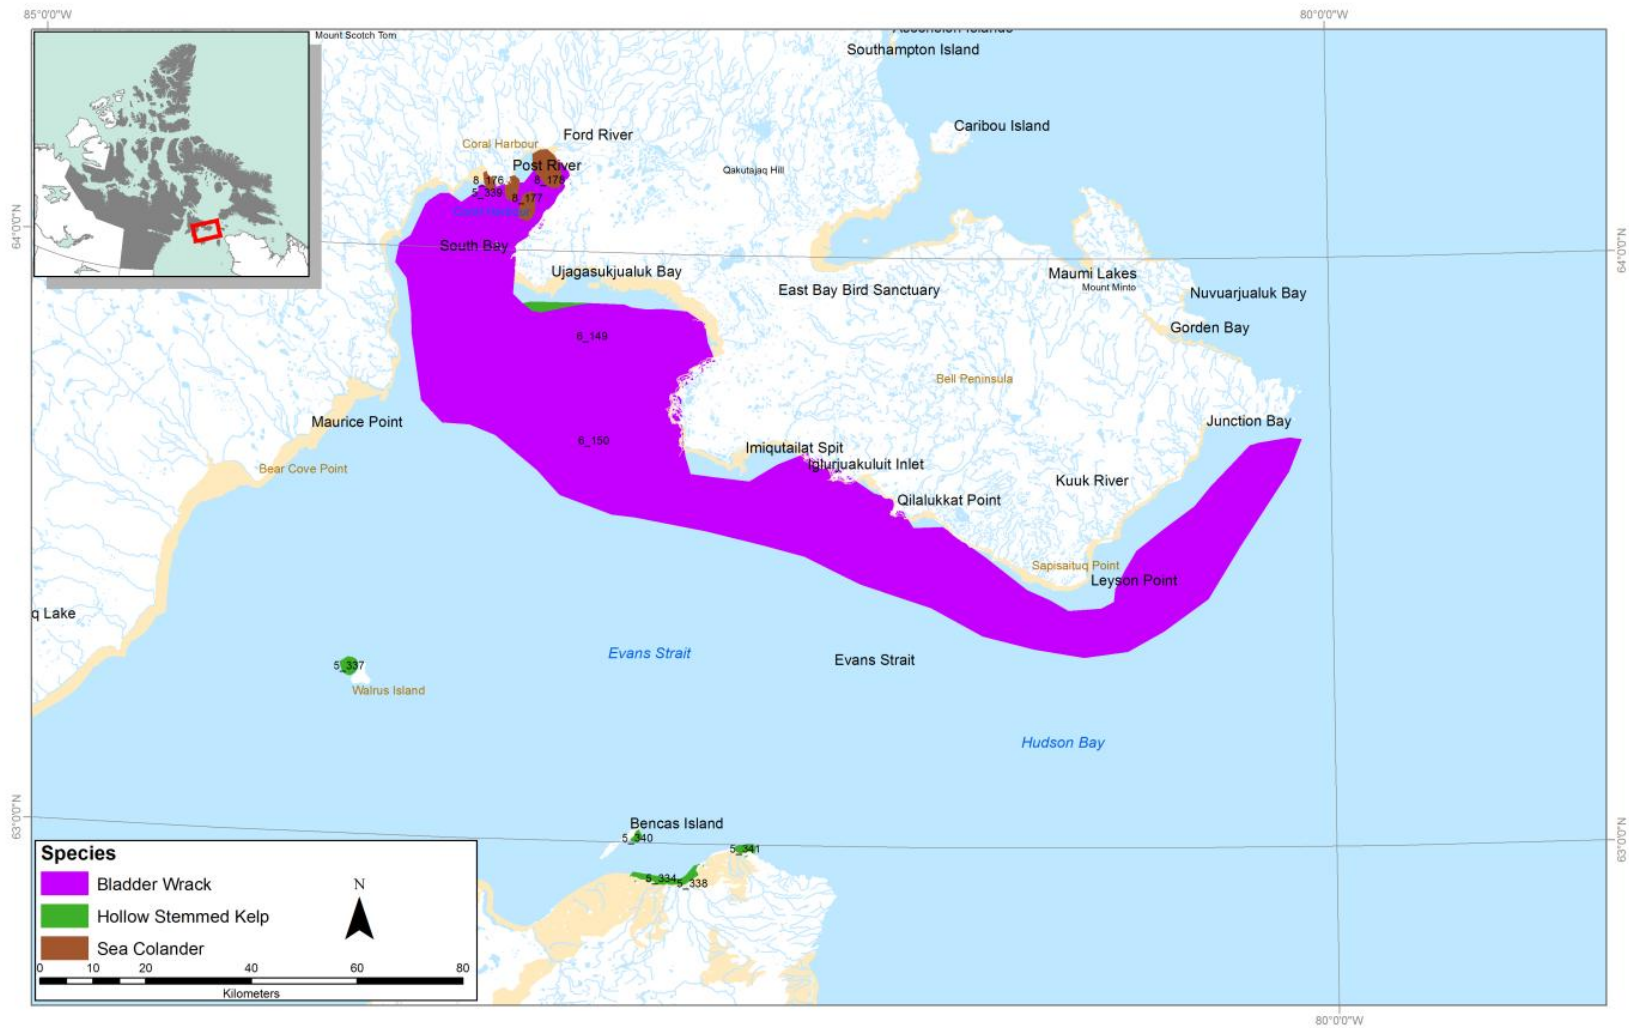 85°0'0"W
80°0'0"W
Mount Scotch Tom
Ascension Islands
Southampton Island
Caribou Island
Ford River
Coral Harbour
Post River
Qakutajaq Hill
8_176
8_178
5_339
8_177
Coral Harbour
64°0'0"N
64°0'0"N
South Bay
Ujagasukjualuk Bay
Maumi Lakes
Mount Minto
East Bay Bird Sanctuary
Nuvuarjualuk Bay
Gorden Bay
6_149
Bell Peninsula
Maurice Point
Junction Bay
6_150
Imiqutailat Spit
Iglurjuakuluit Inlet
Bear Cove Point
Kuuk River
Qilalukkat Point
Sapisaituq Point
Leyson Point
q Lake
Evans Strait
Evans Strait
5_337
Walrus Island
Hudson Bay
63°0'0"N
63°0'0"N
Bencas Island
5_340
5_341
5_334
5_338
Species
Bladder Wrack
Hollow Stemmed Kelp
Sea Colander
N
0 10 20 40 60 80
Kilometers
80°0'0"W